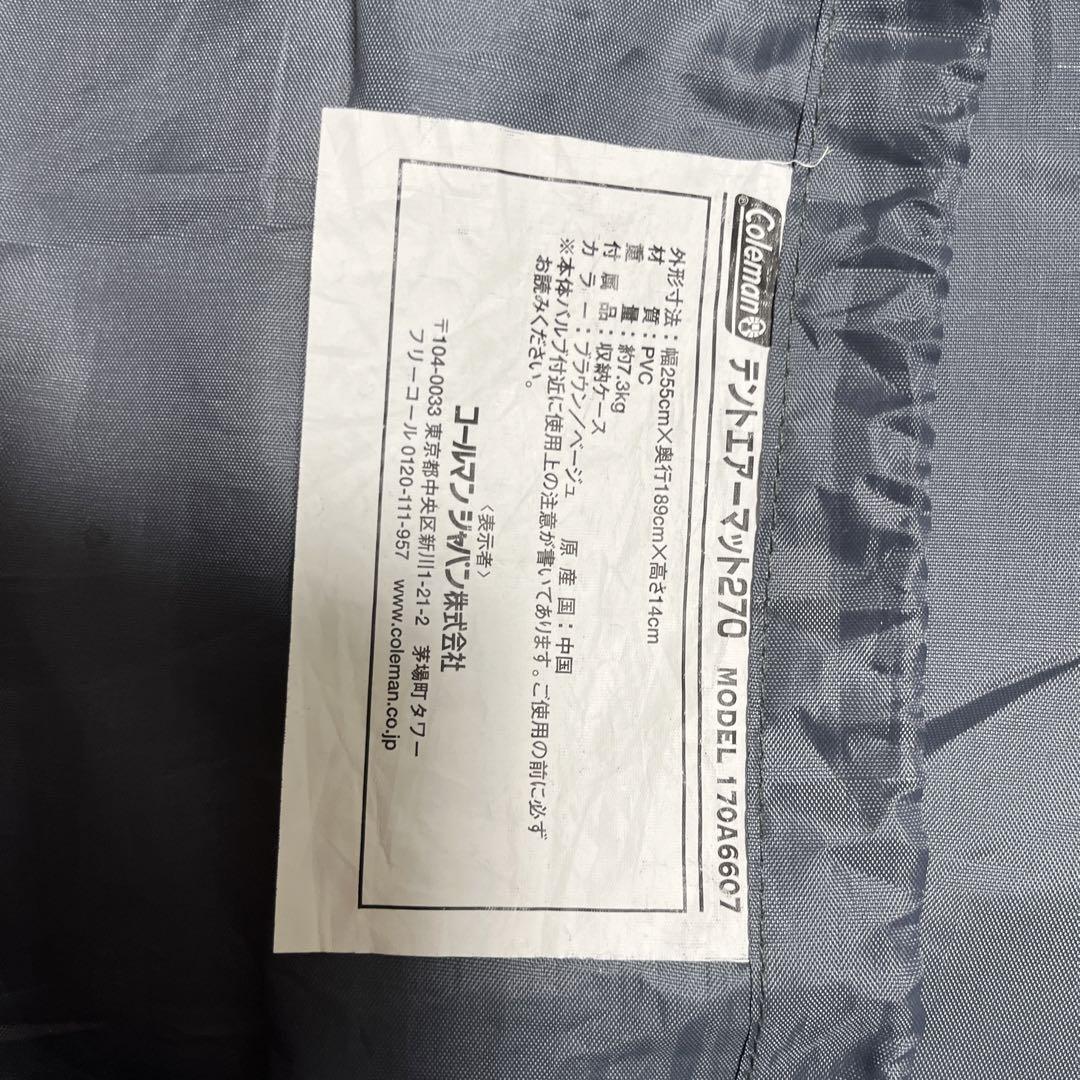 Coleman® テントエアーマット270 MODEL 170A6607
外形寸法：幅255cm×奥行189cm×高さ14cm
材　　質：PVC
重　　量：約7.3kg
付 属 品：収納ケース
カ ラ ー：ブラウン／ベージュ　原 産 国：中国
※本体バルブ付近に使用上の注意が書いてあります。ご使用の前に必ず
お読みください。
〈表示者〉
コールマン ジャパン株式会社
〒104-0033 東京都中央区新川1-21-2 茅場町タワー
フリーコール 0120-111-957 www.coleman.co.jp